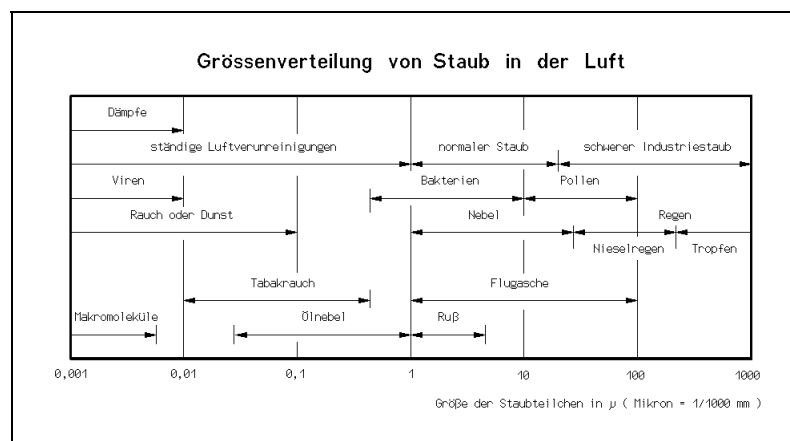 Grössenverteilung von Staub in der Luft
Dämpfe
ständige Luftverunreinigungen normaler Staub schwerer Industriestaub
Viren Bakterien Pollen
Rauch oder Dunst Nebel Regen
Nieselregen Tropfen
Tabakrauch Flugasche
Makromoleküle Ölnebel Ruß
0,001 0,01 0,1 1 10 100 1000
Größe der Staubteilchen in µ ( Mikron = 1/1000 mm )